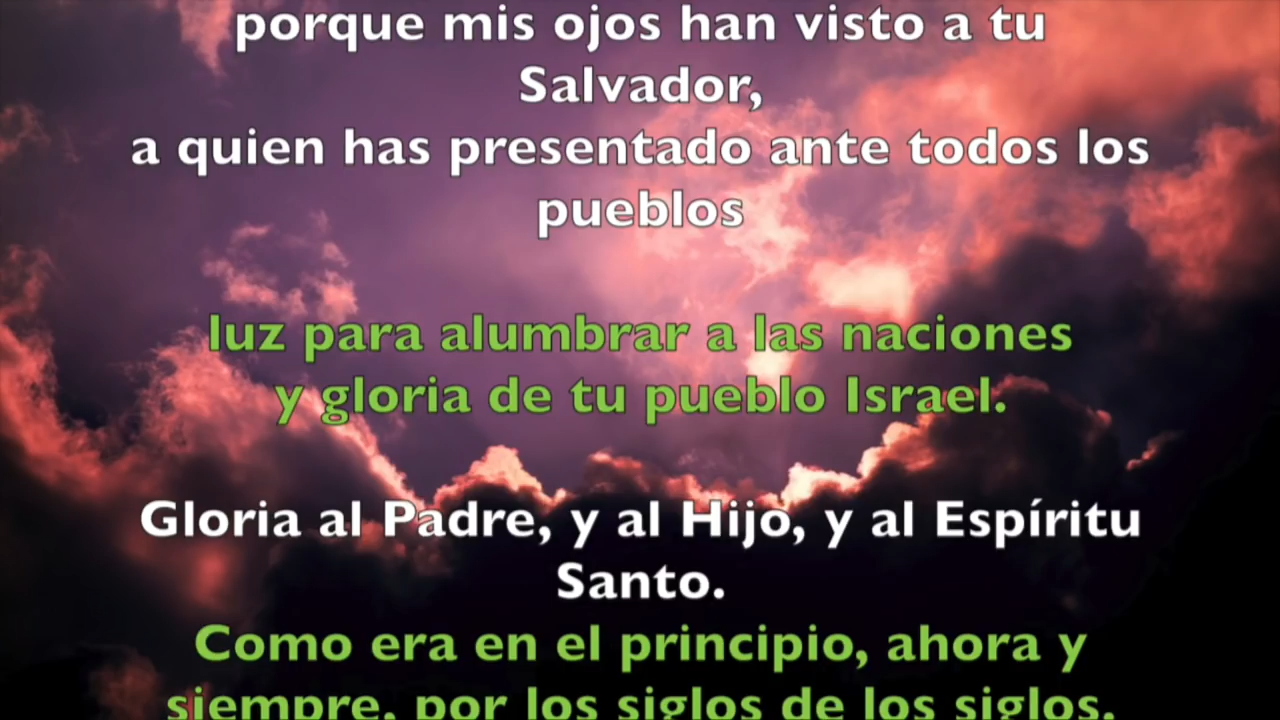 porque mis ojos han visto a tu
Salvador,
a quien has presentado ante todos los
pueblos
luz para alumbrar a las naciones
y gloria de tu pueblo Israel.
Gloria al Padre, y al Hijo, y al Espíritu
Santo.
Como era en el principio, ahora y
siempre, por los siglos de los siglos.